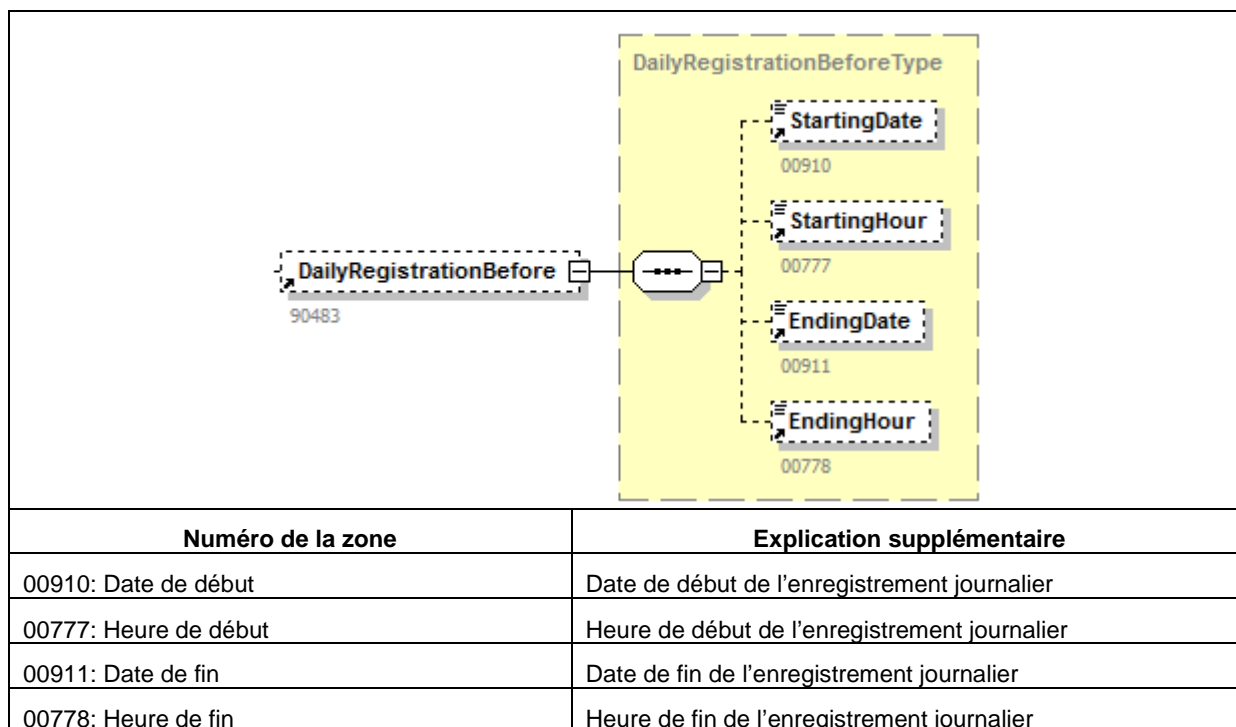 DailyRegistrationBeforeType
StartingDate
00910
StartingHour
00777
DailyRegistrationBefore
90483
EndingDate
00911
EndingHour
00778
Numéro de la zone
Explication supplémentaire
00910: Date de début
Date de début de l’enregistrement journalier
00777: Heure de début
Heure de début de l’enregistrement journalier
00911: Date de fin
Date de fin de l’enregistrement journalier
00778: Heure de fin
Heure de fin de l’enregistrement journalier